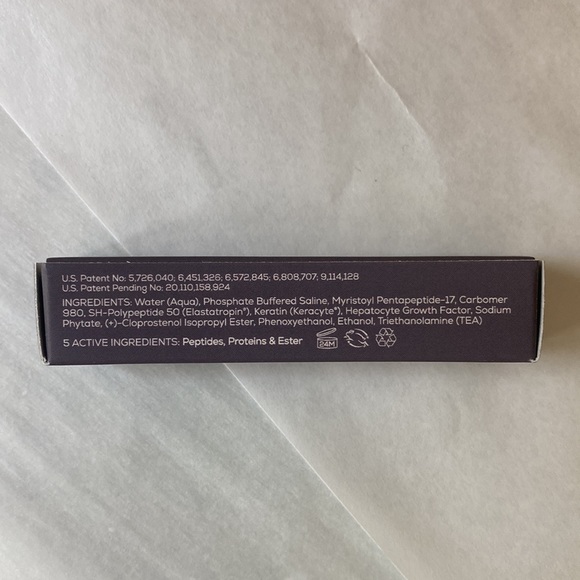 U.S. Patent No: 5,726,040; 6,451,326; 6,572,845; 6,808,707; 9,114,128
U.S. Patent Pending No: 20,110,158,924
INGREDIENTS: Water (Aqua), Phosphate Buffered Saline, Myristoyl Pentapeptide-17, Carbomer
980, SH-Polypeptide 50 (Elastatropin®), Keratin (Keracyte®), Hepatocyte Growth Factor, Sodium
Phytate, (+)-Cloprostenol Isopropyl Ester, Phenoxyethanol, Ethanol, Triethanolamine (TEA)
5 ACTIVE INGREDIENTS: Peptides, Proteins & Ester
24M